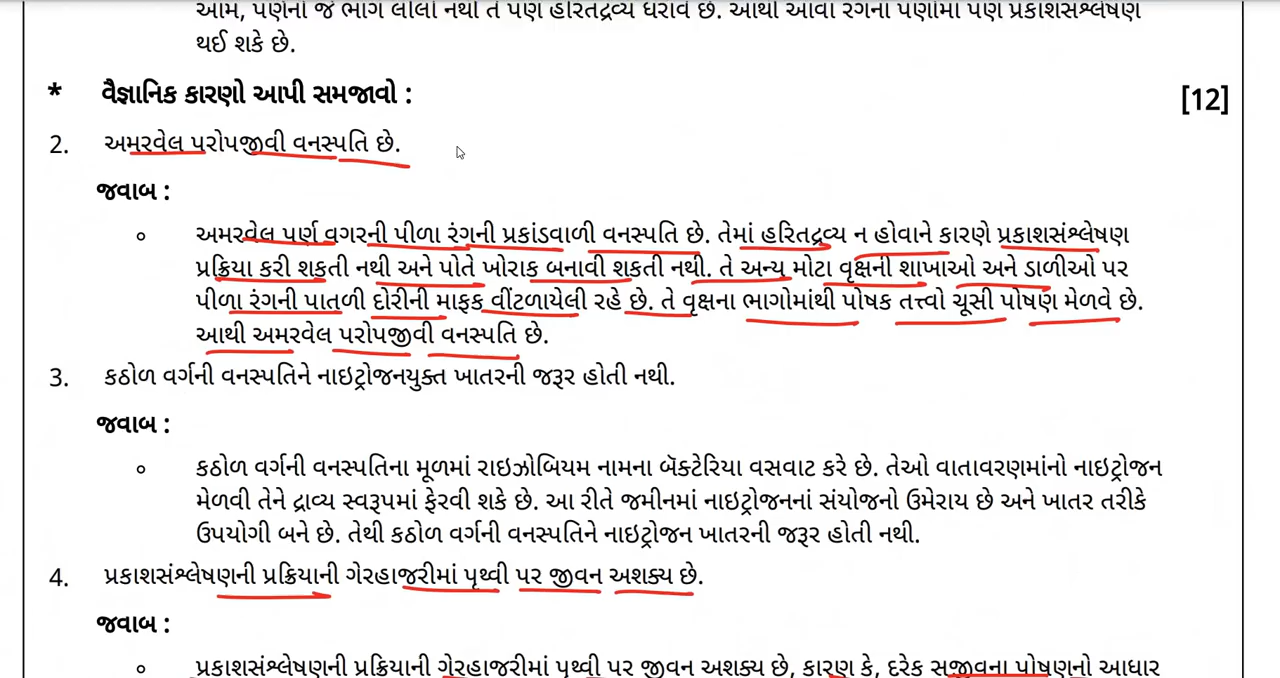 આમ, પર્ણનો જે ભાગ લીલો નથી તે પણ હરિતદ્રવ્ય ધરાવે છે. આથી આવા રંગનાં પર્ણોમાં પણ પ્રકાશસંશ્લેષણ
થઈ શકે છે.
* વૈજ્ઞાનિક કારણો આપી સમજાવો : [12]
2. અમરવેલ પરોપજીવી વનસ્પતિ છે.
જવાબ :
○ અમરવેલ પર્ણ વગરની પીળા રંગની પ્રકાંડવાળી વનસ્પતિ છે. તેમાં હરિતદ્રવ્ય ન હોવાને કારણે પ્રકાશસંશ્લેષણ
પ્રક્રિયા કરી શકતી નથી અને પોતે ખોરાક બનાવી શકતી નથી. તે અન્ય મોટા વૃક્ષની શાખાઓ અને ડાળીઓ પર
પીળા રંગની પાતળી દોરીની માફક વીંટળાયેલી રહે છે. તે વૃક્ષના ભાગોમાંથી પોષક તત્ત્વો ચૂસી પોષણ મેળવે છે.
આથી અમરવેલ પરોપજીવી વનસ્પતિ છે.
3. કઠોળ વર્ગની વનસ્પતિને નાઇટ્રોજનયુક્ત ખાતરની જરૂર હોતી નથી.
જવાબ :
○ કઠોળ વર્ગની વનસ્પતિના મૂળમાં રાઇઝોબિયમ નામના બૅક્ટેરિયા વસવાટ કરે છે. તેઓ વાતાવરણમાંનો નાઇટ્રોજન
મેળવી તેને દ્રાવ્ય સ્વરૂપમાં ફેરવી શકે છે. આ રીતે જમીનમાં નાઇટ્રોજનનાં સંયોજનો ઉમેરાય છે અને ખાતર તરીકે
ઉપયોગી બને છે. તેથી કઠોળ વર્ગની વનસ્પતિને નાઇટ્રોજન ખાતરની જરૂર હોતી નથી.
4. પ્રકાશસંશ્લેષણની પ્રક્રિયાની ગેરહાજરીમાં પૃથ્વી પર જીવન અશક્ય છે.
જવાબ :
○ પ્રકાશસંશ્લેષણની પ્રક્રિયાની ગેરહાજરીમાં પૃથ્વી પર જીવન અશક્ય છે, કારણ કે, દરેક સજીવના પોષણનો આધાર